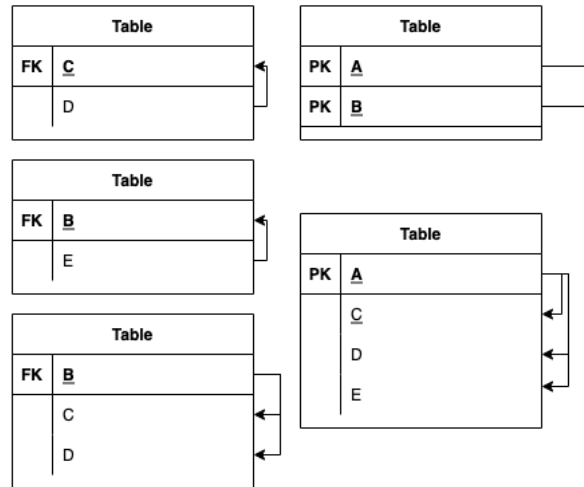 Table
FK C
D
Table
FK B
E
Table
FK B
C
D
Table
PK A
PK B
Table
PK A
C
D
E